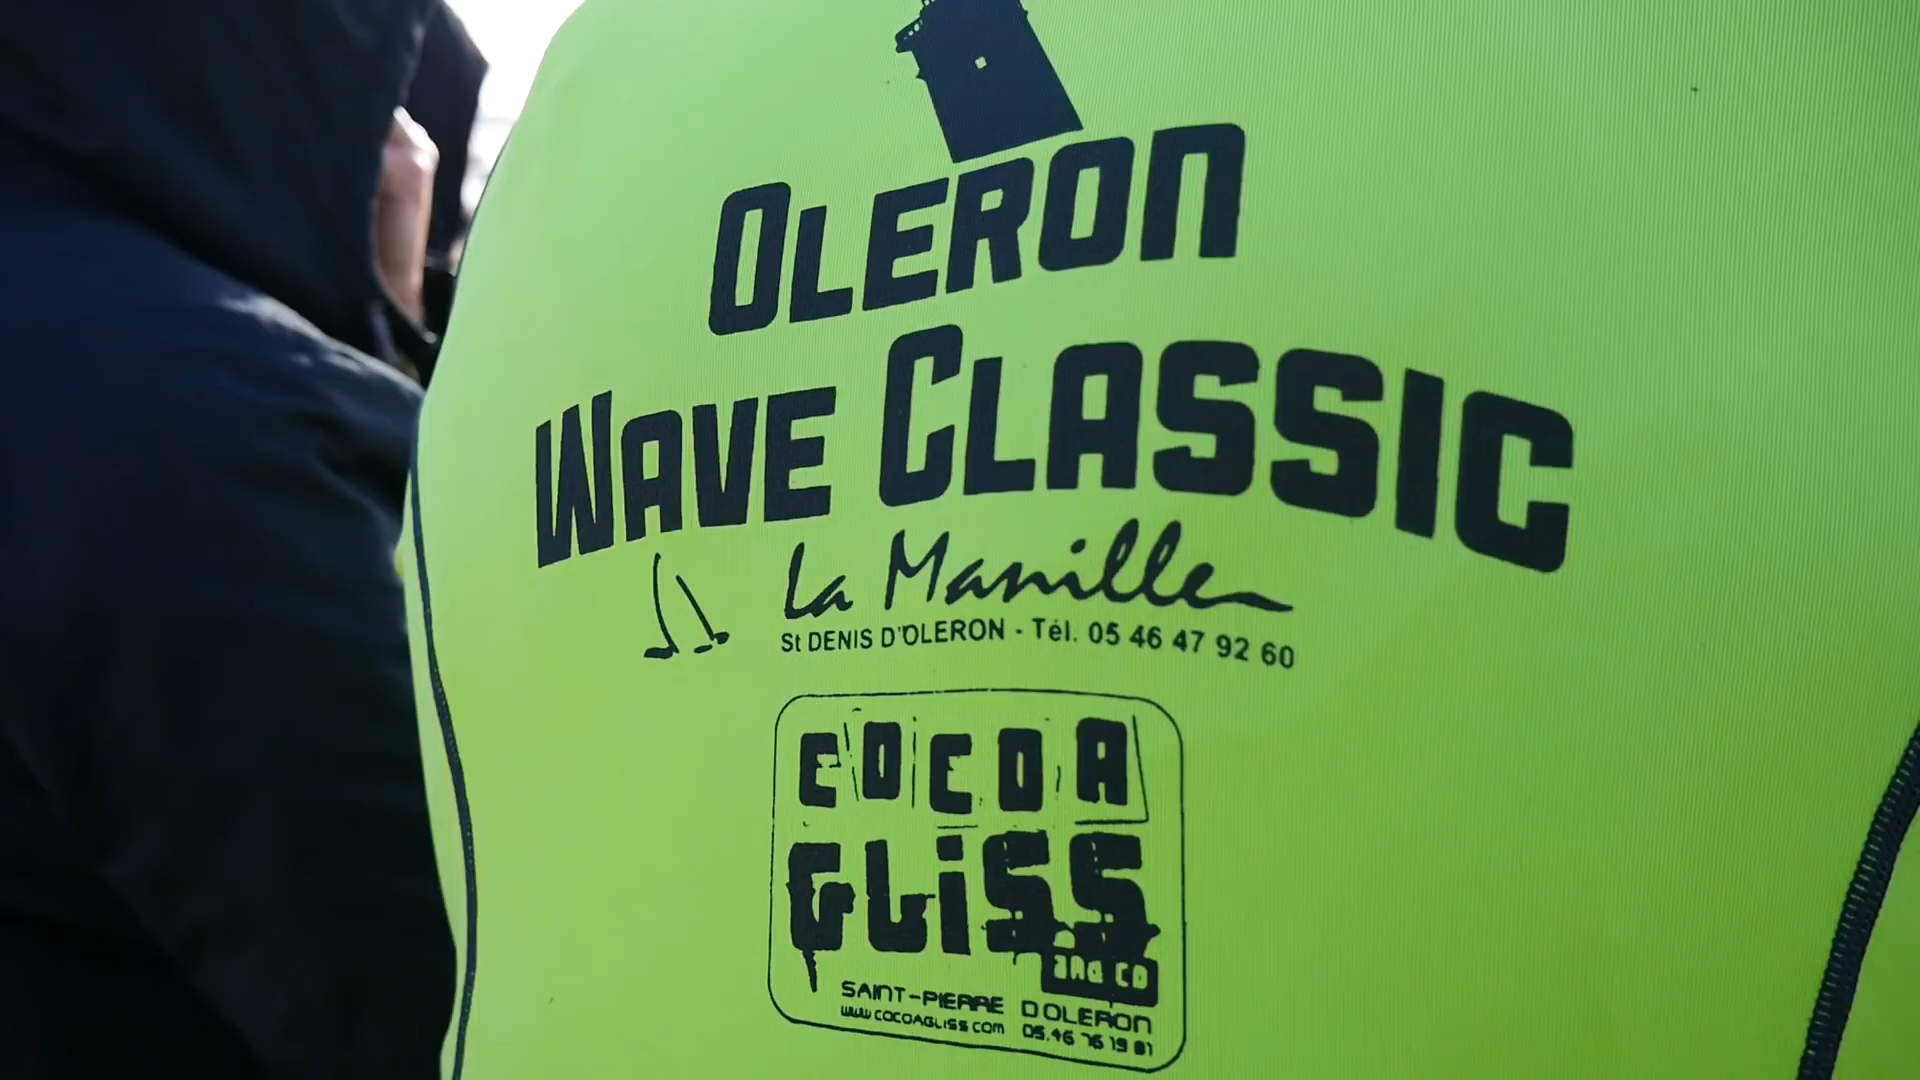 OLERON
WAVE CLASSIC
La Maniller
St DENIS D'OLERON - Tél. 05 46 47 92 60
COCOA
GLiSS
and co
SAINT-PIERRE D'OLERON
www.cocoagliss.com 05.46 76 19 81